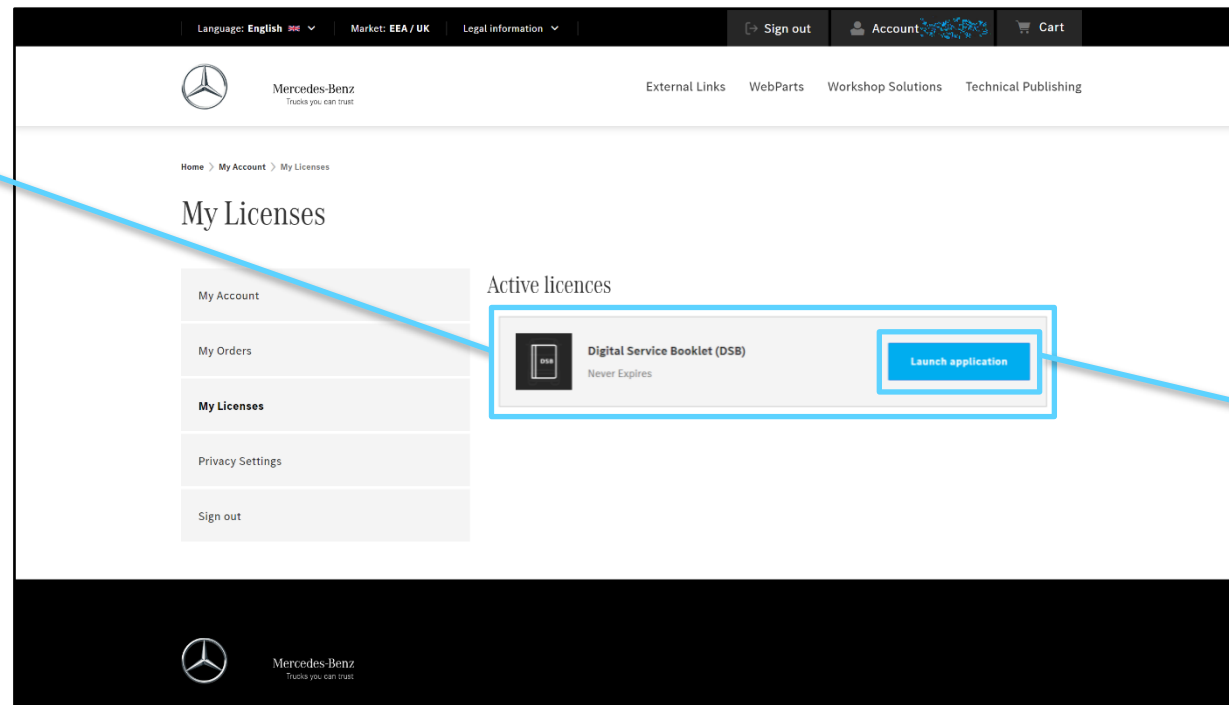 Language: English
Market: EEA / UK
Legal information
Sign out
Account
Cart
Mercedes-Benz
Trucks you can trust
External Links
WebParts
Workshop Solutions
Technical Publishing
Home > My Account > My Licenses
My Licenses
My Account
My Orders
My Licenses
Privacy Settings
Sign out
Active licences
DSB
Digital Service Booklet (DSB)
Never Expires
Launch application
Mercedes-Benz
Trucks you can trust